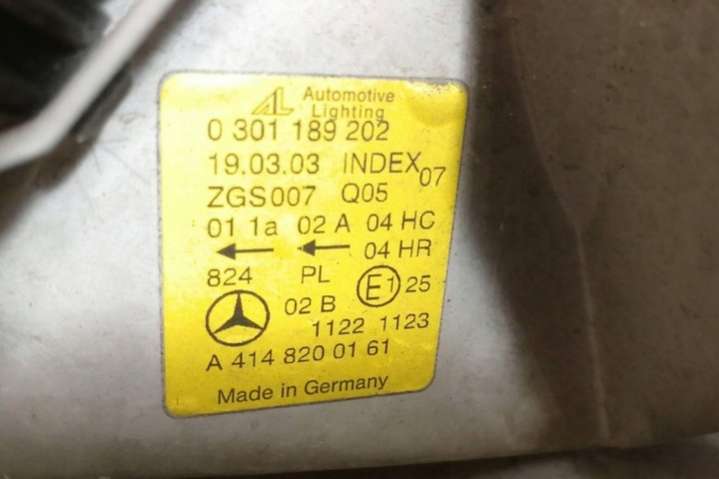 AL Automotive
Lighting
0 301 189 202
19.03.03 INDEX 07
ZGS007 Q05
01 1a 02 A 04 HC
04 HR
824 PL E1 25
02 B
1122 1123
A 414 820 01 61
Made in Germany